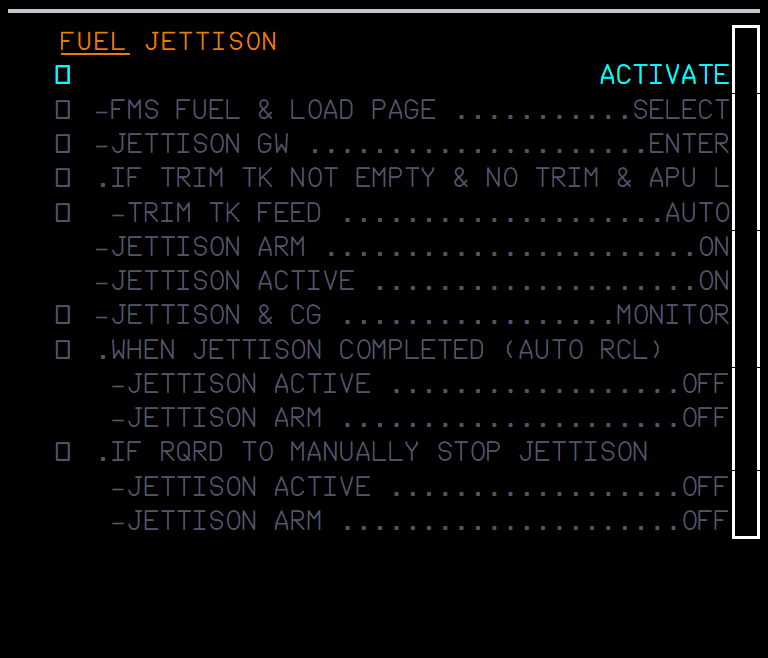 FUEL JETTISON
ACTIVATE
-FMS FUEL & LOAD PAGE ...........SELECT
-JETTISON GW .....................ENTER
.IF TRIM TK NOT EMPTY & NO TRIM & APU L
-TRIM TK FEED ....................AUTO
-JETTISON ARM .......................ON
-JETTISON ACTIVE ....................ON
-JETTISON & CG .................MONITOR
.WHEN JETTISON COMPLETED (AUTO RCL)
-JETTISON ACTIVE ..................OFF
-JETTISON ARM .....................OFF
.IF RQRD TO MANUALLY STOP JETTISON
-JETTISON ACTIVE ..................OFF
-JETTISON ARM .....................OFF